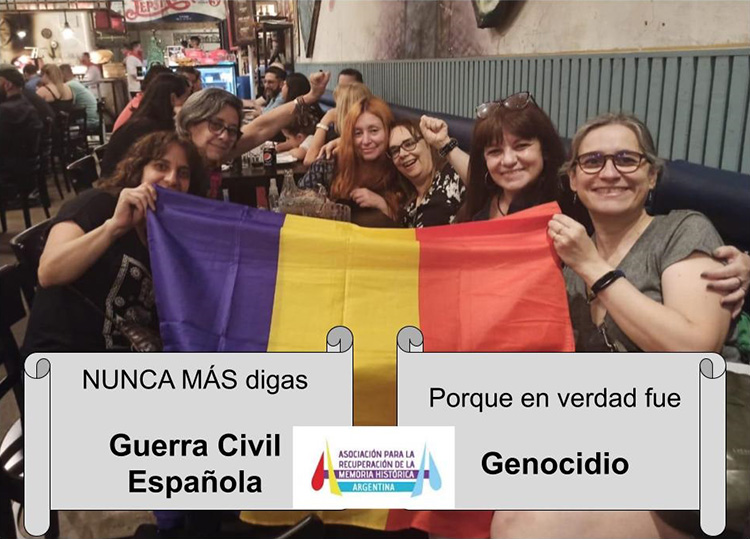 NUNCA MÁS digas
Guerra Civil
Española
Porque en verdad fue
Genocidio
ASOCIACIÓN PARA LA
RECUPERACIÓN DE LA
MEMORIA HISTÓRICA
ARGENTINA